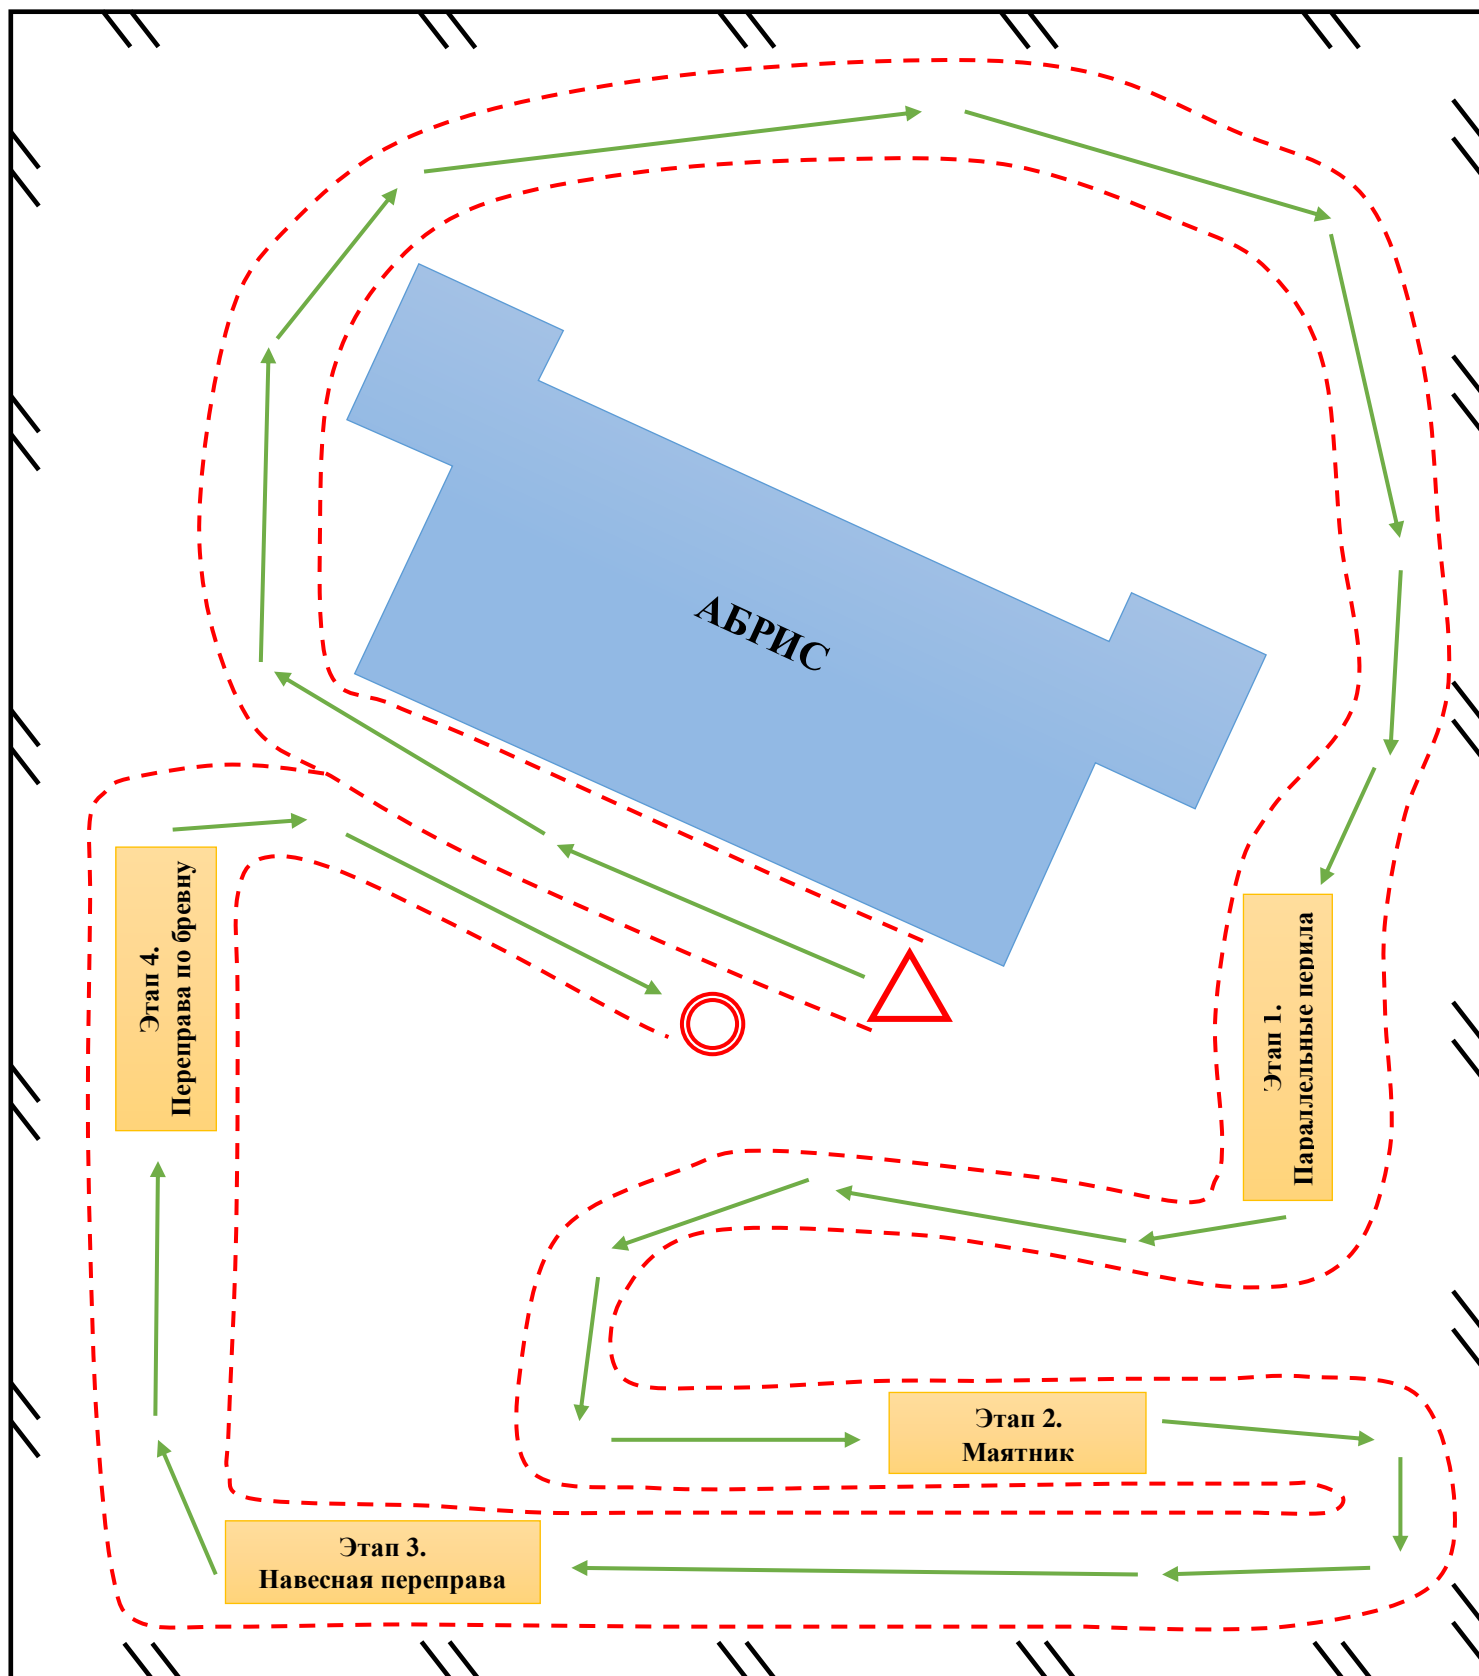 АБРИС
Этап 4.
Переправа по бревну
Этап 1.
Параллельные перила
Этап 2.
Маятник
Этап 3.
Навесная переправа